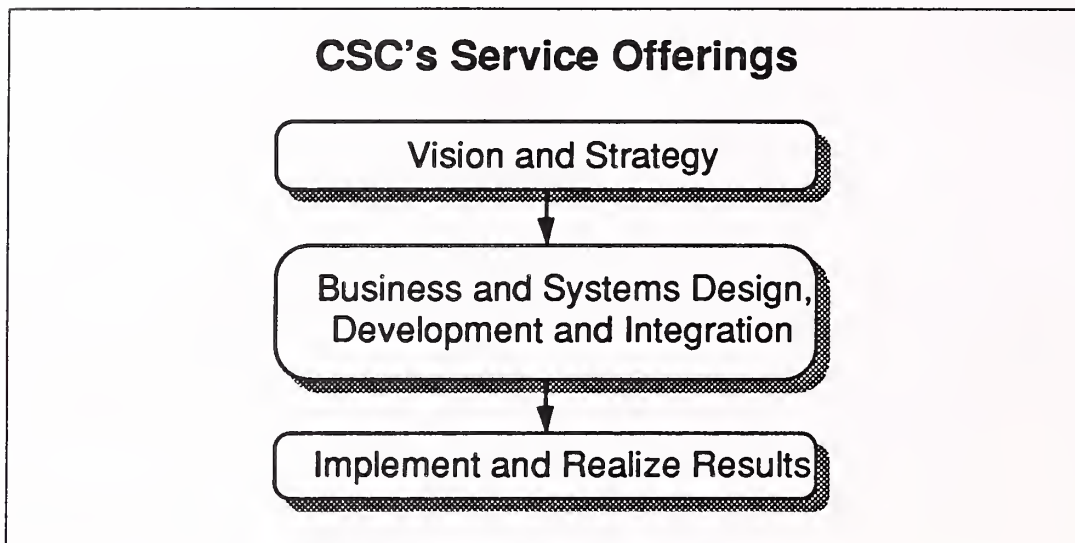 CSC's Service Offerings
Vision and Strategy
Business and Systems Design,
Development and Integration
Implement and Realize Results